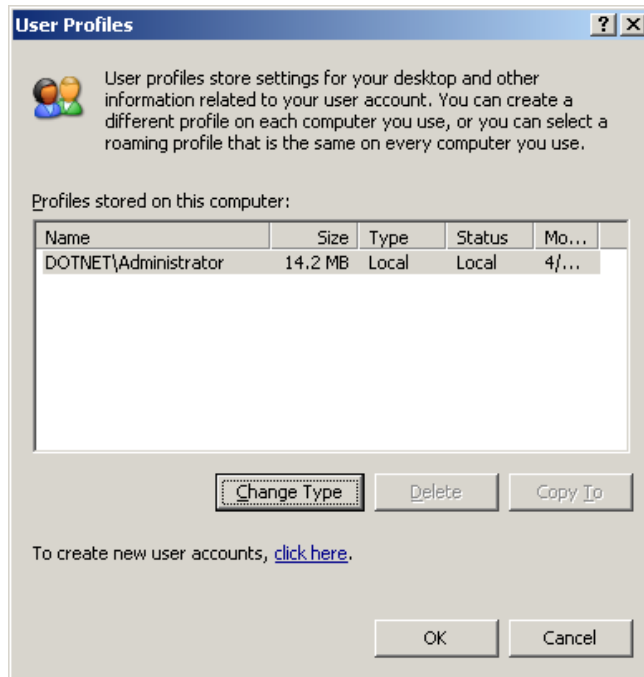 User Profiles
User profiles store settings for your desktop and other
information related to your user account. You can create a
different profile on each computer you use, or you can select a
roaming profile that is the same on every computer you use.
Profiles stored on this computer:
Name Size Type Status Mo...
DOTNET\Administrator 14.2 MB Local Local 4/...
Change Type Delete Copy To
To create new user accounts, click here.
OK Cancel